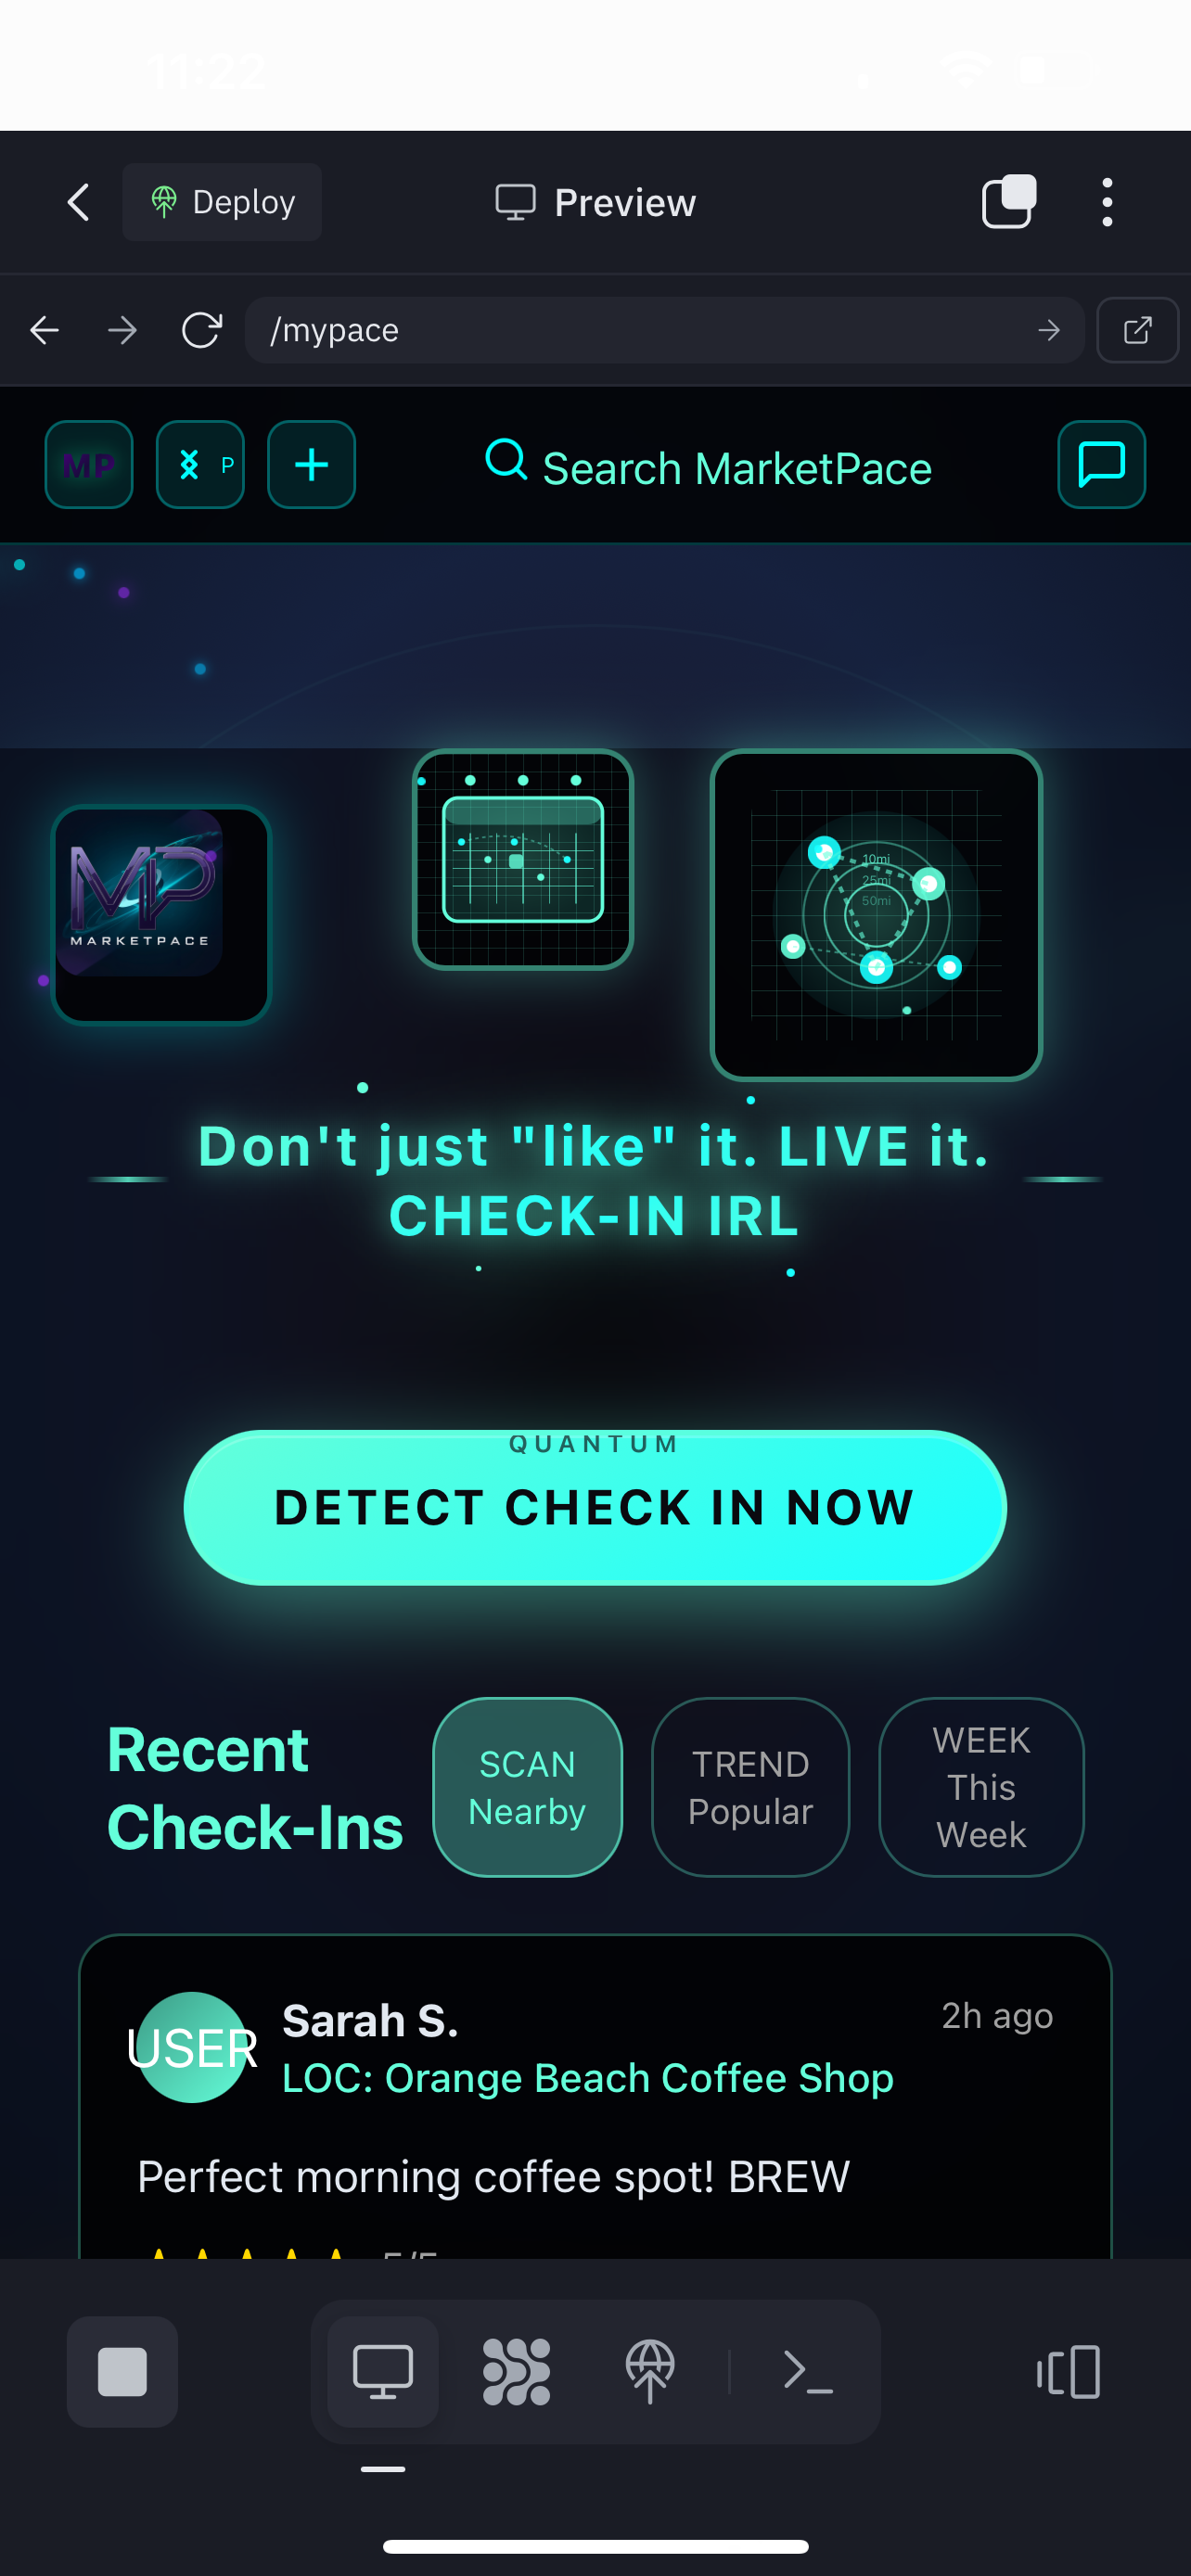 11:22
Deploy
Preview
/mypace
MP
P
Search MarketPace
MP
MARKETPACE
10mi
25mi
50mi
Don't just "like" it. LIVE it.
CHECK-IN IRL
QUANTUM
DETECT CHECK IN NOW
Recent
Check-Ins
SCAN
Nearby
TREND
Popular
WEEK
This
Week
USER
Sarah S.
2h ago
LOC: Orange Beach Coffee Shop
Perfect morning coffee spot! BREW
5/5